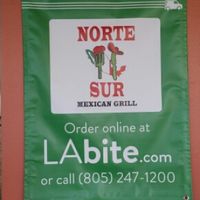 NORTE
SUR
MEXICAN GRILL
Order online at
LAbite.com
or call (805) 247-1200